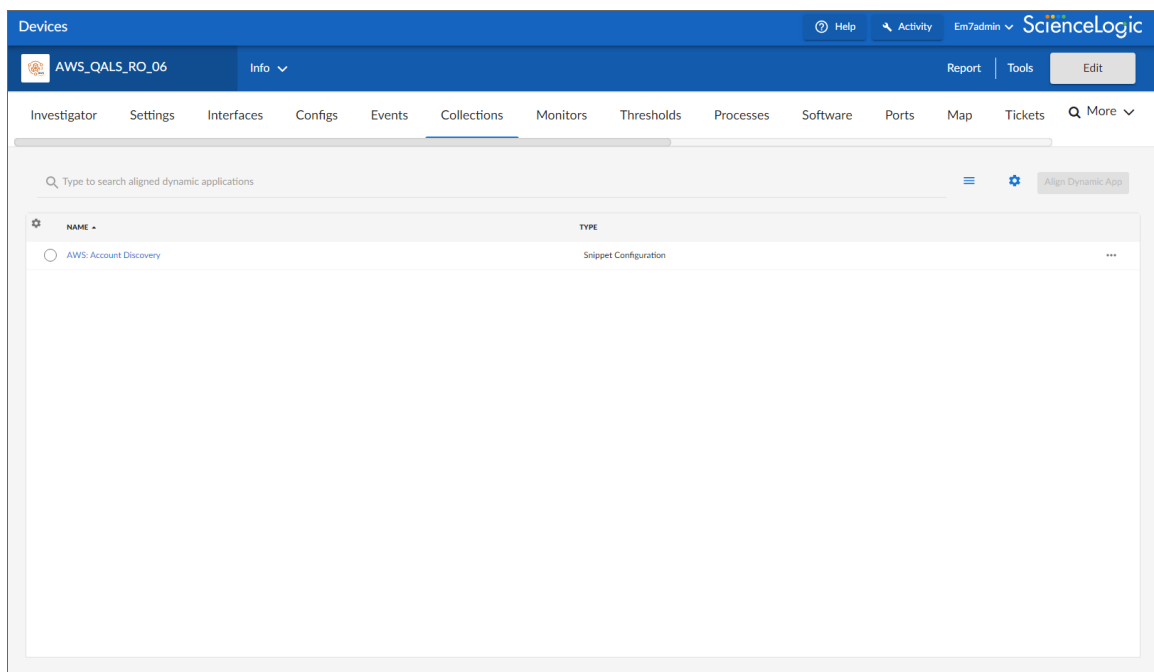 Devices
Help
Activity
Em7admin
ScienceLogic
AWS_QALS_RO_06
Info
Report
Tools
Edit
Investigator
Settings
Interfaces
Configs
Events
Collections
Monitors
Thresholds
Processes
Software
Ports
Map
Tickets
More
Type to search aligned dynamic applications
Align Dynamic App
NAME
TYPE
AWS: Account Discovery
Snippet Configuration